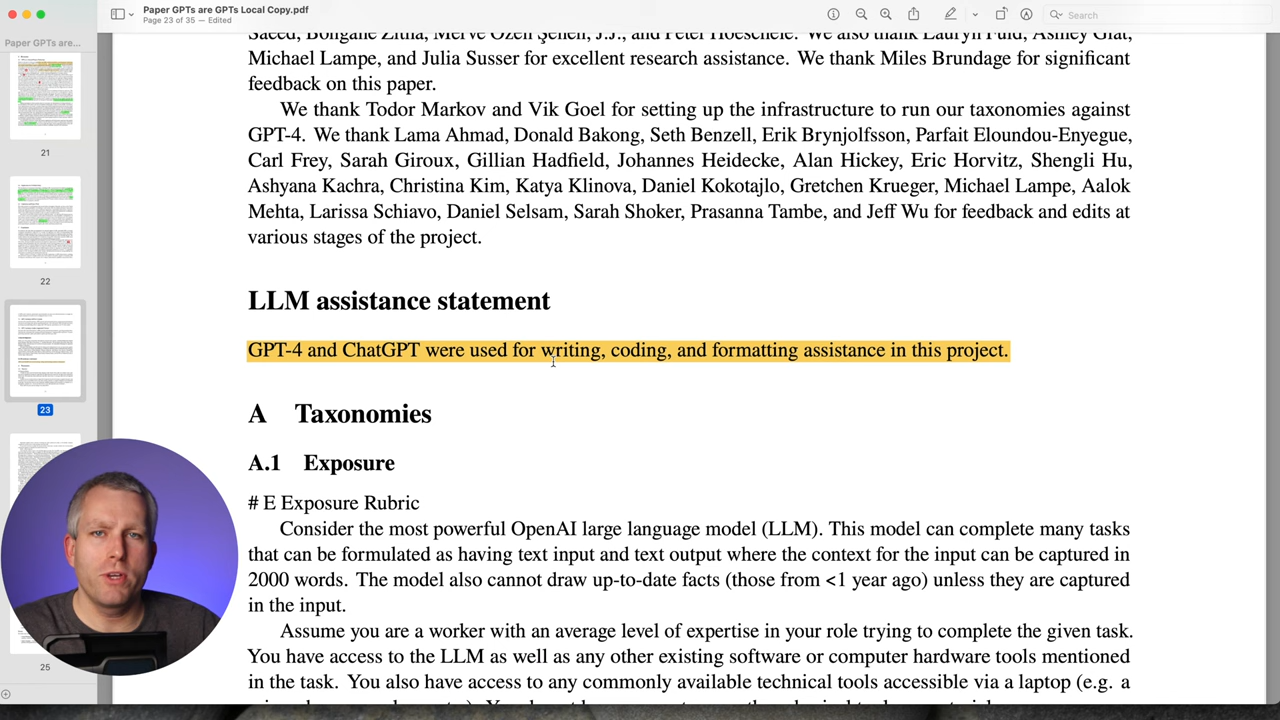 Paper GPTs are GPTs Local Copy.pdf
Page 23 of 35 — Edited
Search
Paper GPTs are...
21
22
23
25
Saeed, Bongane Zitha, Merve Özen Şenen, J.J., and Peter Hoeschele. We also thank Lauryn Fuld, Ashley Glat,
Michael Lampe, and Julia Susser for excellent research assistance. We thank Miles Brundage for significant
feedback on this paper.
We thank Todor Markov and Vik Goel for setting up the infrastructure to run our taxonomies against
GPT-4. We thank Lama Ahmad, Donald Bakong, Seth Benzell, Erik Brynjolfsson, Parfait Eloundou-Enyegue,
Carl Frey, Sarah Giroux, Gillian Hadfield, Johannes Heidecke, Alan Hickey, Eric Horvitz, Shengli Hu,
Ashyana Kachra, Christina Kim, Katya Klinova, Daniel Kokotajlo, Gretchen Krueger, Michael Lampe, Aalok
Mehta, Larissa Schiavo, Daniel Selsam, Sarah Shoker, Prasanna Tambe, and Jeff Wu for feedback and edits at
various stages of the project.
LLM assistance statement
GPT-4 and ChatGPT were used for writing, coding, and formatting assistance in this project.
A Taxonomies
A.1 Exposure
# E Exposure Rubric
Consider the most powerful OpenAI large language model (LLM). This model can complete many tasks
that can be formulated as having text input and text output where the context for the input can be captured in
2000 words. The model also cannot draw up-to-date facts (those from <1 year ago) unless they are captured
in the input.
Assume you are a worker with an average level of expertise in your role trying to complete the given task.
You have access to the LLM as well as any other existing software or computer hardware tools mentioned
in the task. You also have access to any commonly available technical tools accessible via a laptop (e.g. a